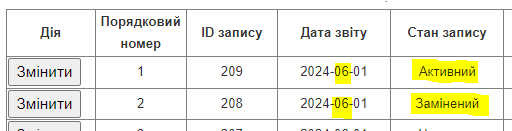 Дія Порядковий номер ID запису Дата звіту Стан запису
Змінити 1 209 2024-06-01 Активний
Змінити 2 208 2024-06-01 Замінений